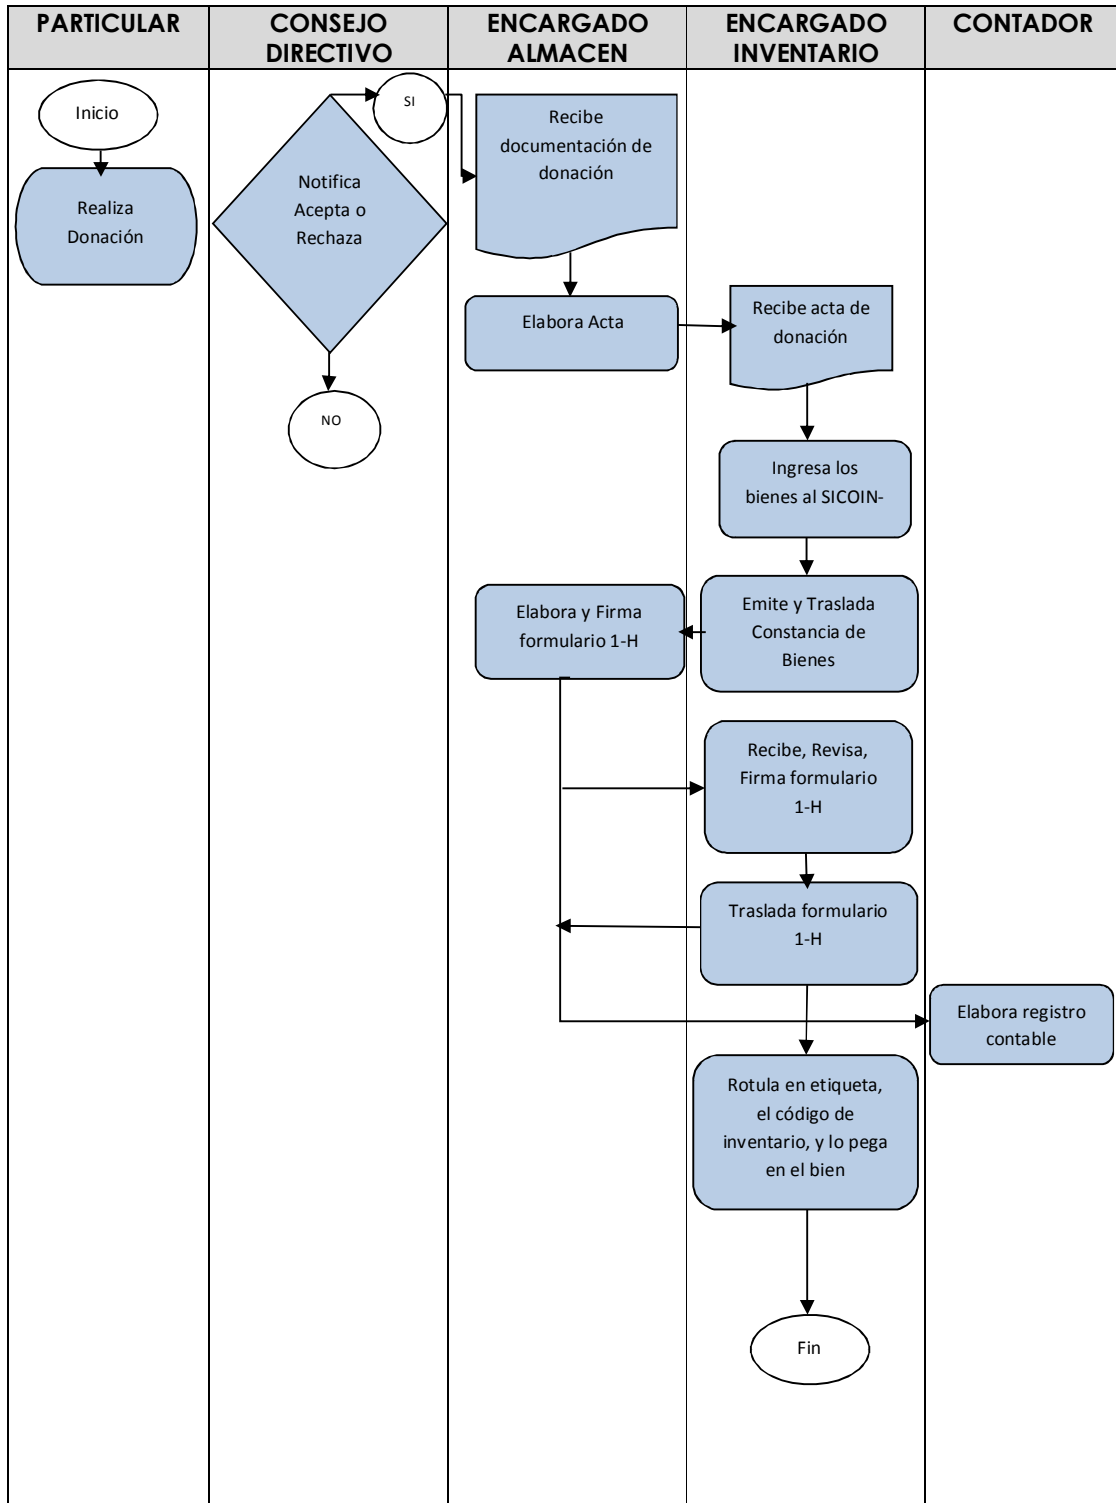 PARTICULAR
CONSEJO
DIRECTIVO
ENCARGADO
ALMACEN
ENCARGADO
INVENTARIO
CONTADOR
Inicio
Realiza
Donación
Notifica
Acepta o
Rechaza
SI
NO
Recibe
documentación de
donación
Elabora Acta
Recibe acta de
donación
Ingresa los
bienes al SICOIN-
Emite y Traslada
Constancia de
Bienes
Elabora y Firma
formulario 1-H
Recibe, Revisa,
Firma formulario
1-H
Traslada formulario
1-H
Elabora registro
contable
Rotula en etiqueta,
el código de
inventario, y lo pega
en el bien
Fin